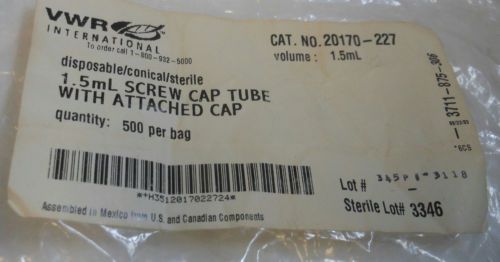 VWR
INTERNATIONAL
To order call 1-800-932-5000
CAT. NO. 20170-227
volume: 1.5mL
disposable/conical/sterile
1.5mL SCREW CAP TUBE
WITH ATTACHED CAP
quantity: 500 per bag
3711-875-306
*+H3512017022724*
Lot #
Sterile Lot# 3346
Assembled in Mexico from U.S. and Canadian Components